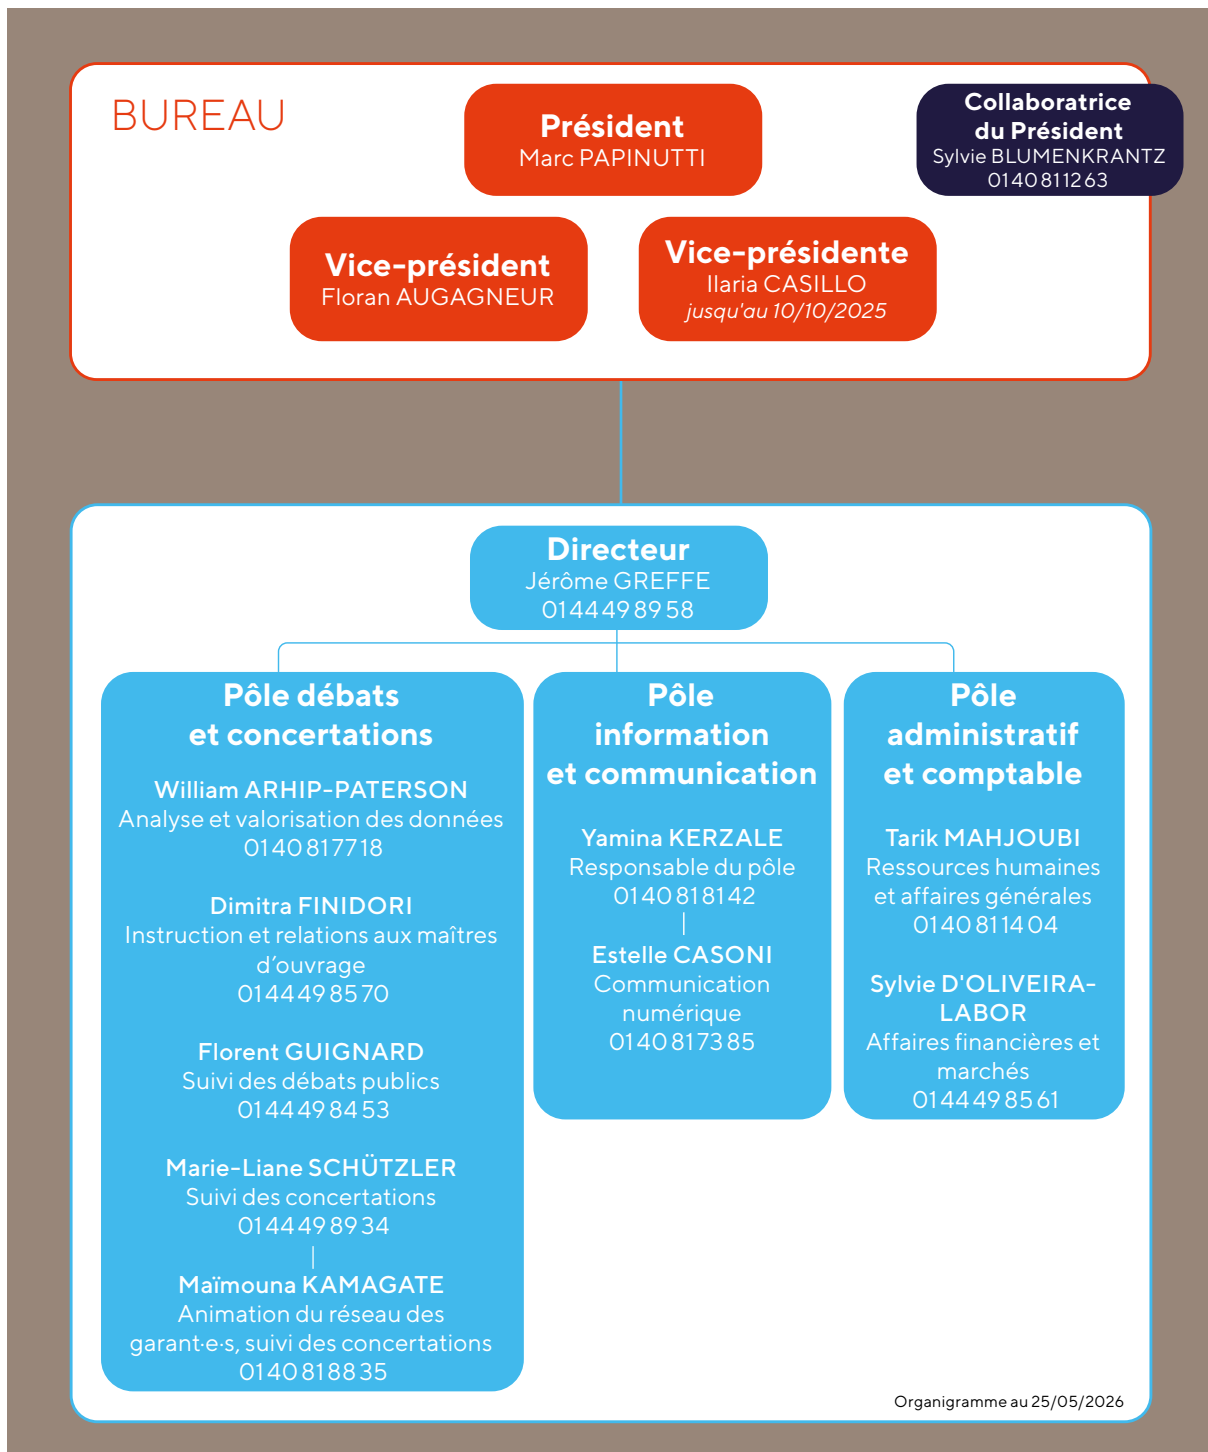 BUREAU
Président
Marc PAPINUTTI
Collaboratrice
du Président
Sylvie BLUMENKRANTZ
01 40 81 12 63
Vice-président
Floran AUGAGNEUR
Vice-présidente
Ilaria CASILLO
jusqu'au 10/10/2025
Directeur
Jérôme GREFFE
01 44 49 89 58
Pôle débats
et concertations
William ARHIP-PATERSON
Analyse et valorisation des données
01 40 81 77 18
Dimitra FINIDORI
Instruction et relations aux maîtres
d’ouvrage
01 44 49 85 70
Florent GUIGNARD
Suivi des débats publics
01 44 49 84 53
Marie-Liane SCHÜTZLER
Suivi des concertations
01 44 49 89 34
Maïmouna KAMAGATE
Animation du réseau des
garant·e·s, suivi des concertations
01 40 81 88 35
Pôle
information
et communication
Yamina KERZALE
Responsable du pôle
01 40 81 81 42
Estelle CASONI
Communication
numérique
01 40 81 73 85
Pôle
administratif
et comptable
Tarik MAHJOUBI
Ressources humaines
et affaires générales
01 40 81 14 04
Sylvie D'OLIVEIRA-
LABOR
Affaires financières et
marchés
01 44 49 85 61
Organigramme au 25/05/2026